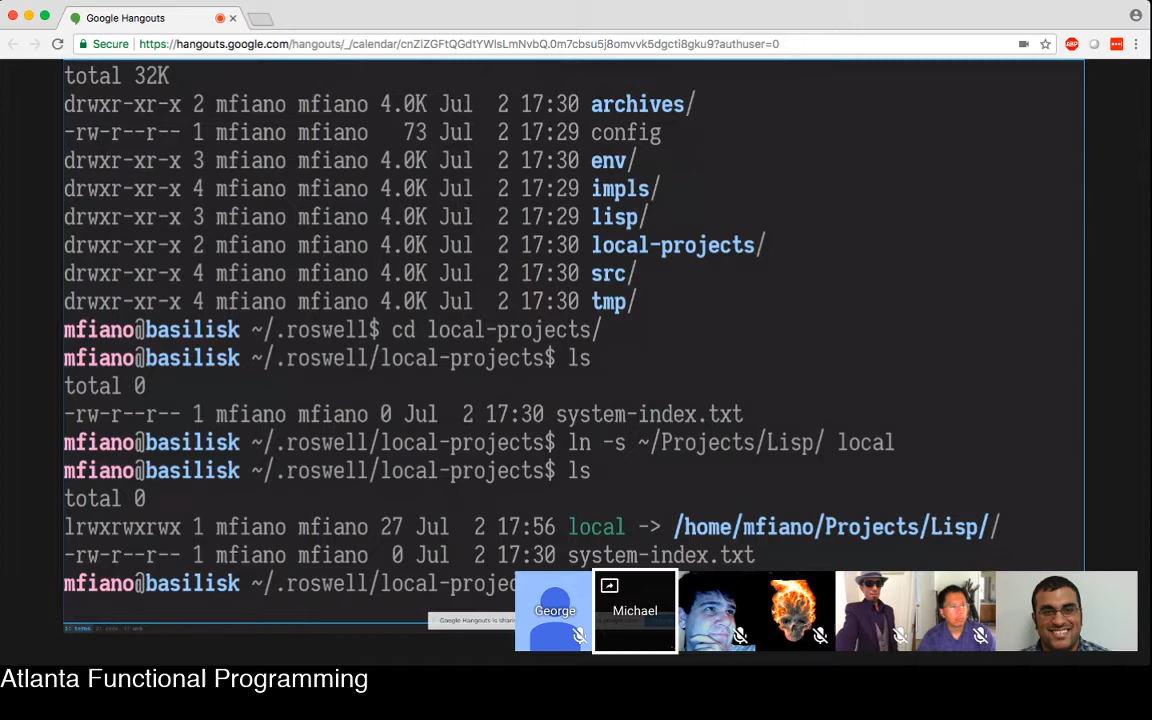 Google Hangouts
Secure https://hangouts.google.com/hangouts/_/calendar/cnZiZGFtQGdtYWlsLmNvbQ.0m7cbsu5j8omvvk5dgcti8gku9?authuser=0
total 32K
drwxr-xr-x 2 mfiano mfiano 4.0K Jul  2 17:30 archives/
-rw-r--r-- 1 mfiano mfiano   73 Jul  2 17:29 config
drwxr-xr-x 3 mfiano mfiano 4.0K Jul  2 17:30 env/
drwxr-xr-x 4 mfiano mfiano 4.0K Jul  2 17:29 impls/
drwxr-xr-x 3 mfiano mfiano 4.0K Jul  2 17:29 lisp/
drwxr-xr-x 2 mfiano mfiano 4.0K Jul  2 17:30 local-projects/
drwxr-xr-x 4 mfiano mfiano 4.0K Jul  2 17:30 src/
drwxr-xr-x 4 mfiano mfiano 4.0K Jul  2 17:30 tmp/
mfiano@basilisk ~/.roswell$ cd local-projects/
mfiano@basilisk ~/.roswell/local-projects$ ls
total 0
-rw-r--r-- 1 mfiano mfiano 0 Jul  2 17:30 system-index.txt
mfiano@basilisk ~/.roswell/local-projects$ ln -s ~/Projects/Lisp/ local
mfiano@basilisk ~/.roswell/local-projects$ ls
total 0
lrwxrwxrwx 1 mfiano mfiano 27 Jul  2 17:56 local -> /home/mfiano/Projects/Lisp//
-rw-r--r-- 1 mfiano mfiano  0 Jul  2 17:30 system-index.txt
mfiano@basilisk ~/.roswell/local-projec
George
Michael
Google Hangouts is sharin
Atlanta Functional Programming